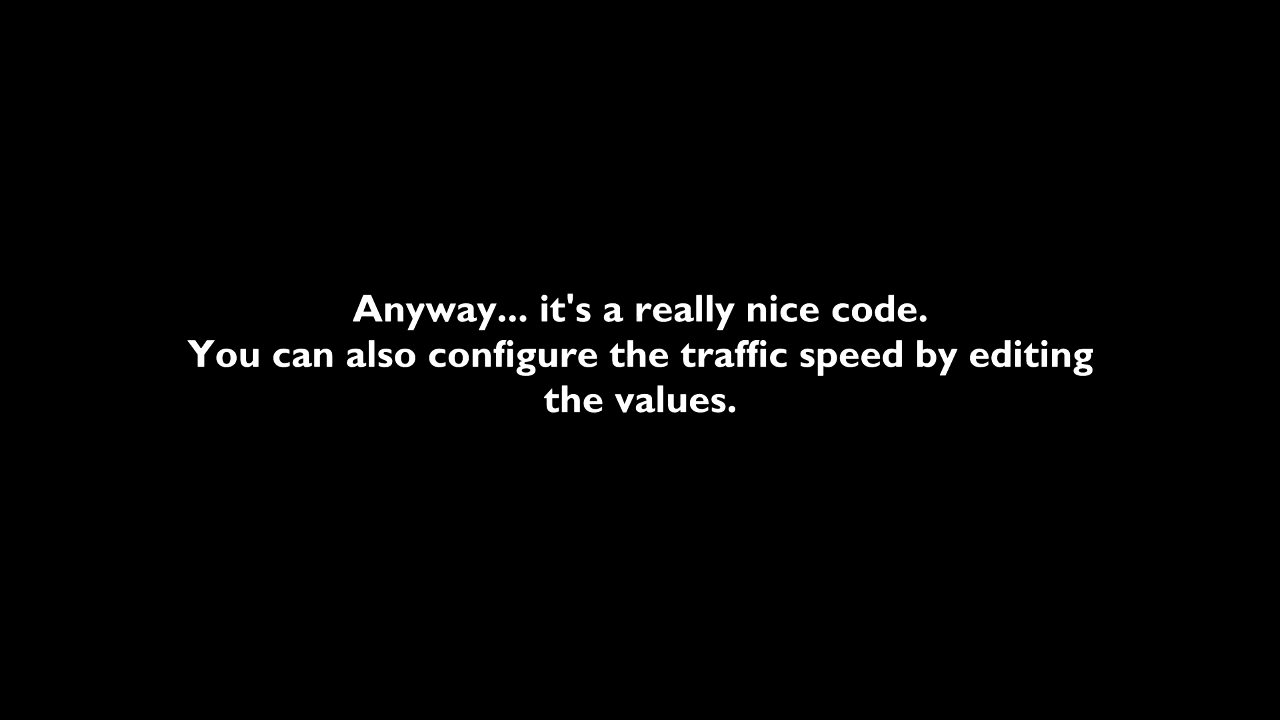 Anyway... it's a really nice code.
You can also configure the traffic speed by editing
the values.